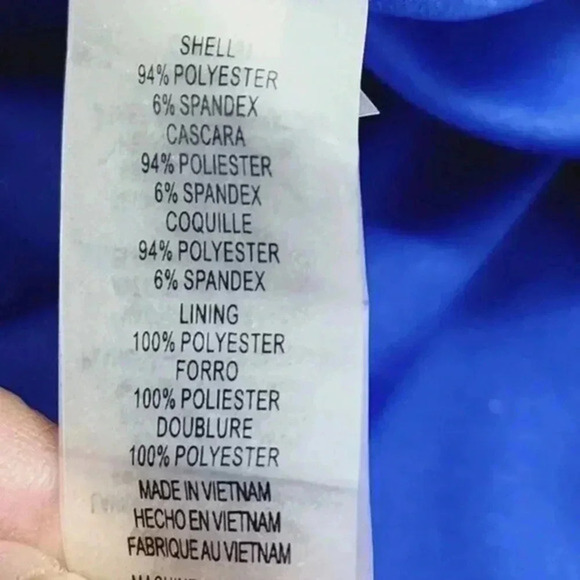 SHELL
94% POLYESTER
6% SPANDEX
CASCARA
94% POLIESTER
6% SPANDEX
COQUILLE
94% POLYESTER
6% SPANDEX
LINING
100% POLYESTER
FORRO
100% POLIESTER
DOUBLURE
100% POLYESTER
MADE IN VIETNAM
HECHO EN VIETNAM
FABRIQUE AU VIETNAM